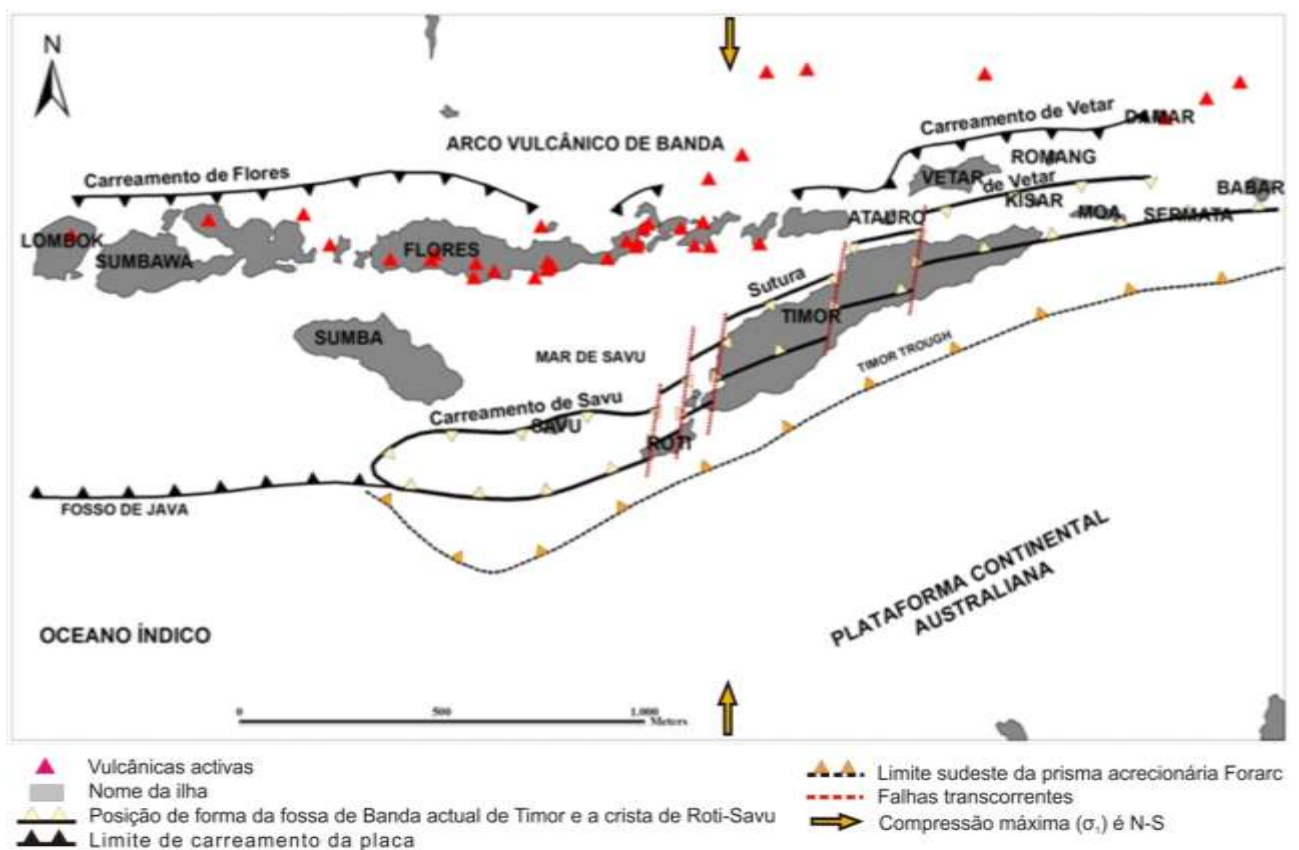 N
ARCO VULCÂNICO DE BANDA
Carreamento de Vetar
DAMAR
ROMANG
VETAR
de Vetar
KISAR
BABAR
MOA
SERMATA
ATAURO
Carreamento de Flores
LOMBOK
SUMBAWA
FLORES
Sutura
TIMOR
SUMBA
MAR DE SAVU
TIMOR TROUGH
Carreamento de Savu
SAVU
ROTI
FOSSO DE JAVA
PLATAFORMA CONTINENTAL
AUSTRALIANA
OCEANO ÍNDICO
0 500 1.000
Meters
Vulcânicas activas
Nome da ilha
Posição de forma da fossa de Banda actual de Timor e a crista de Roti-Savu
Limite de carreamento da placa
Limite sudeste da prisma acrecionária Forarc
Falhas transcorrentes
Compressão máxima (σ₁) é N-S